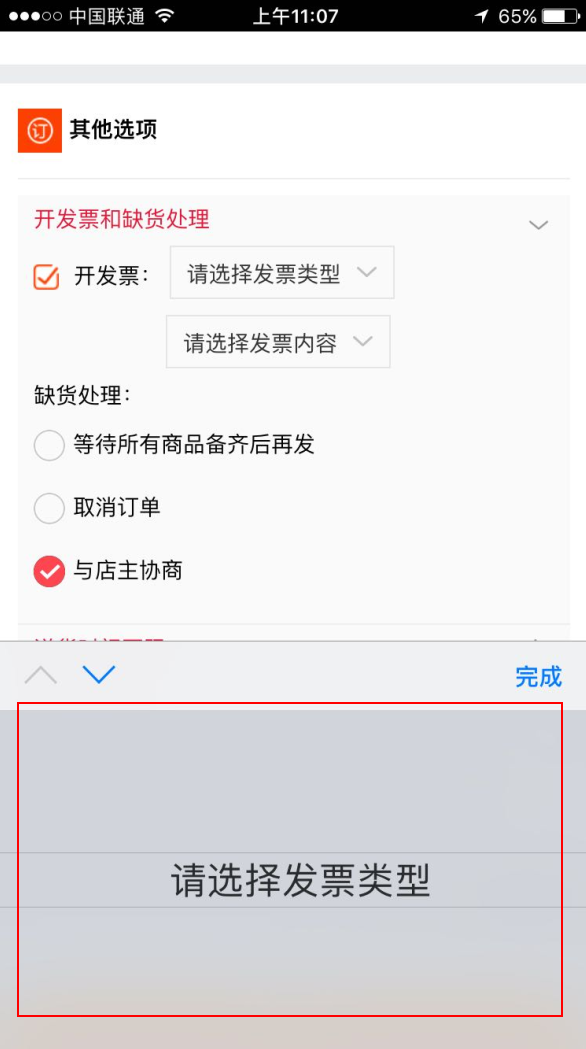 中国联通 上午11:07 65%
订 其他选项
开发票和缺货处理
开发票： 请选择发票类型
请选择发票内容
缺货处理：
等待所有商品备齐后再发
取消订单
与店主协商
完成
请选择发票类型